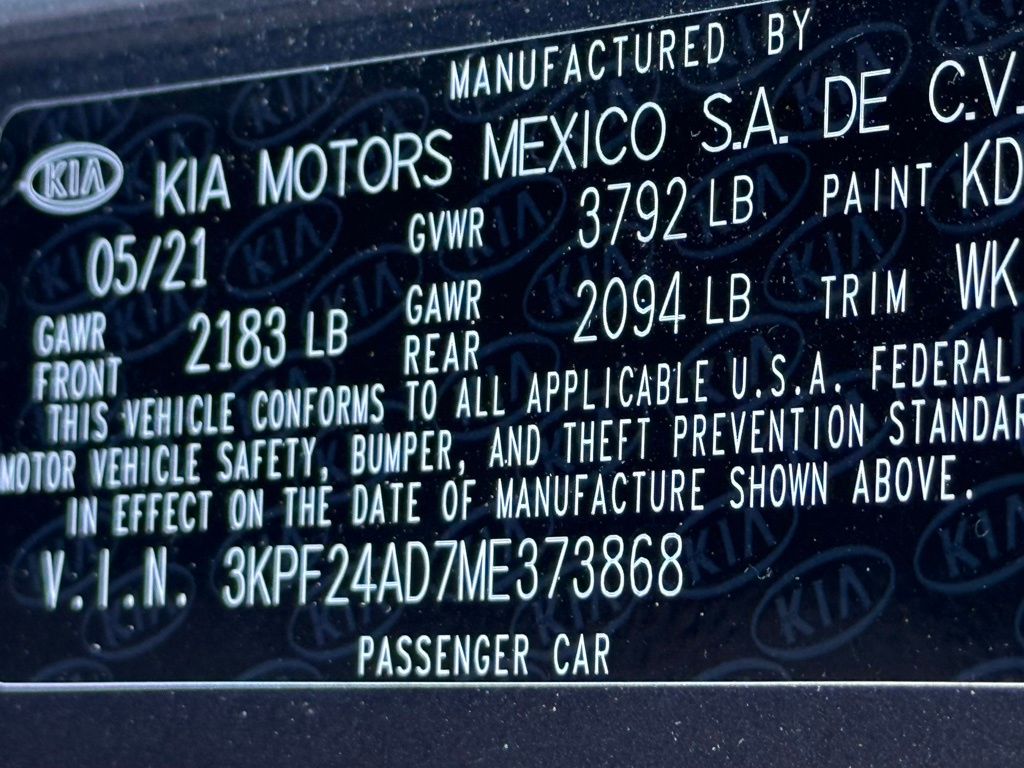 MANUFACTURED BY
KIA KIA MOTORS MEXICO S.A. DE C.V.
05/21 GVWR 3792 LB PAINT KD
GAWR FRONT 2183 LB GAWR REAR 2094 LB TRIM WK
THIS VEHICLE CONFORMS TO ALL APPLICABLE U.S.A. FEDERAL
MOTOR VEHICLE SAFETY, BUMPER, AND THEFT PREVENTION STANDAR
IN EFFECT ON THE DATE OF MANUFACTURE SHOWN ABOVE.
V.I.N. 3KPF24AD7ME373868
PASSENGER CAR